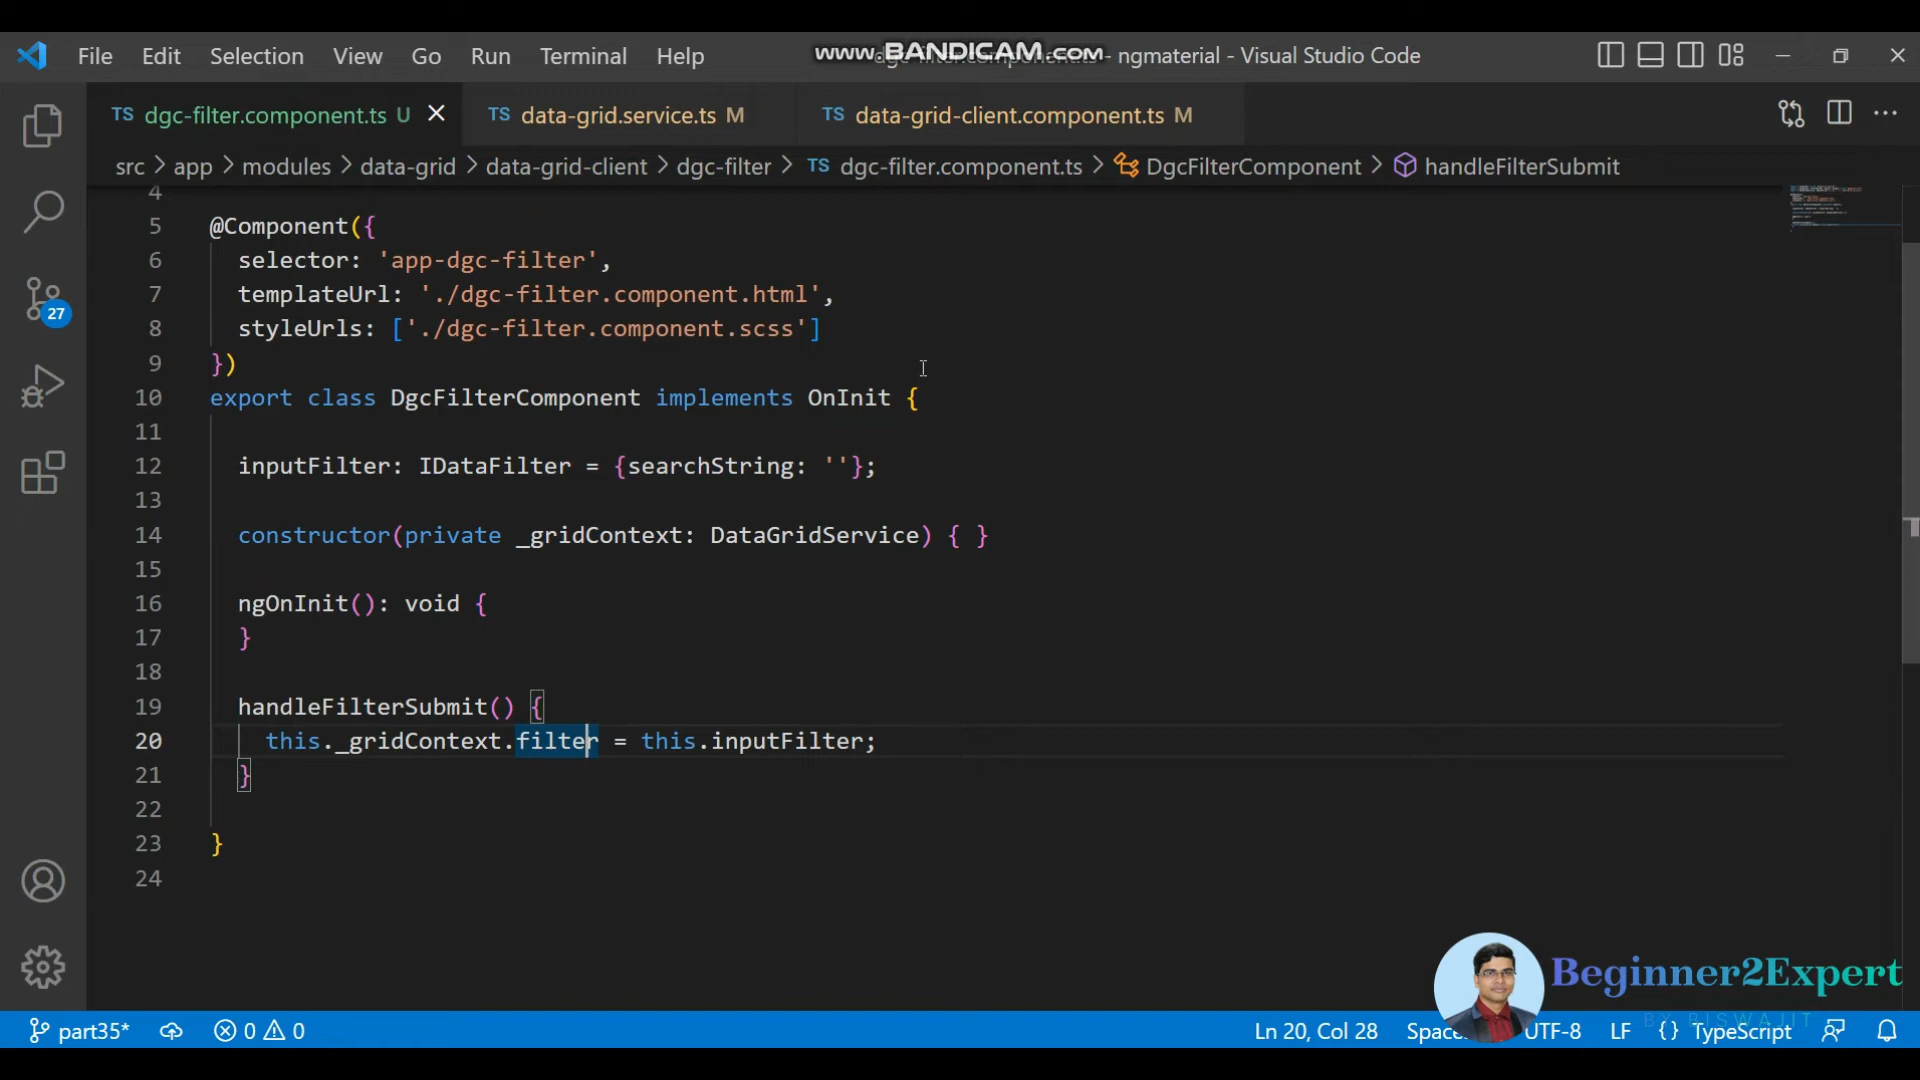 www.BANDICAM.com
File Edit Selection View Go Run Terminal Help - ngmaterial - Visual Studio Code
TS dgc-filter.component.ts U TS data-grid.service.ts M TS data-grid-client.component.ts M
src > app > modules > data-grid > data-grid-client > dgc-filter > TS dgc-filter.component.ts > DgcFilterComponent > handleFilterSubmit
4
5 @Component({
6 selector: 'app-dgc-filter',
7 templateUrl: './dgc-filter.component.html',
8 styleUrls: ['./dgc-filter.component.scss']
9 })
10 export class DgcFilterComponent implements OnInit {
11
12 inputFilter: IDataFilter = {searchString: ''};
13
14 constructor(private _gridContext: DataGridService) { }
15
16 ngOnInit(): void {
17 }
18
19 handleFilterSubmit() {
20 this._gridContext.filter = this.inputFilter;
21 }
22
23 }
24
27
Beginner2Expert
BY BISWAJIT
part35* 0 0 Ln 20, Col 28 UTF-8 LF {} TypeScript